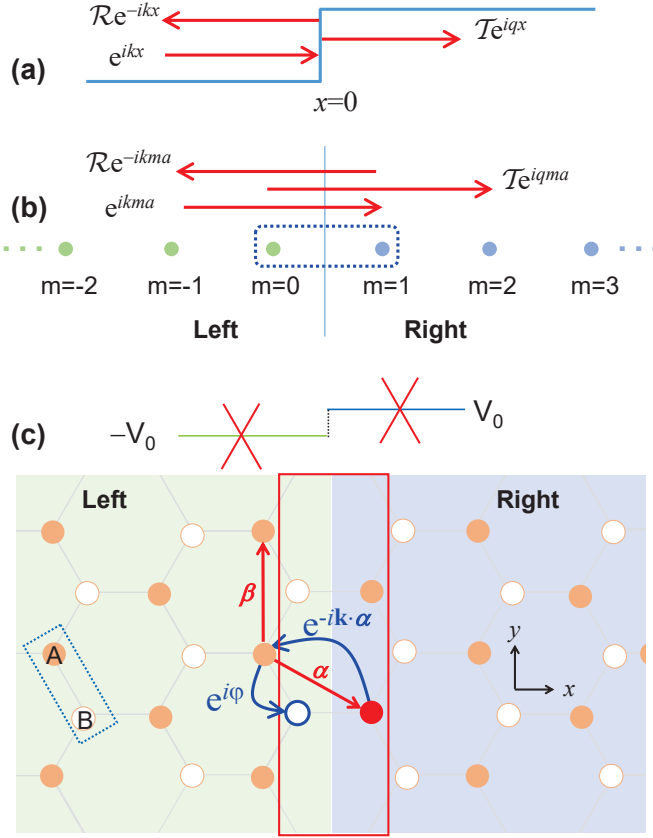 ℛe^{-ikx}
𝒯e^{iqx}
e^{ikx}
(a)
x=0
ℛe^{-ikma}
𝒯e^{iqma}
(b)
e^{ikma}
m=-2 m=-1 m=0 m=1 m=2 m=3
Left Right
(c)
−V₀ V₀
Left Right
β
e^{-ik·α}
A
α
y
x
e^{iφ}
B